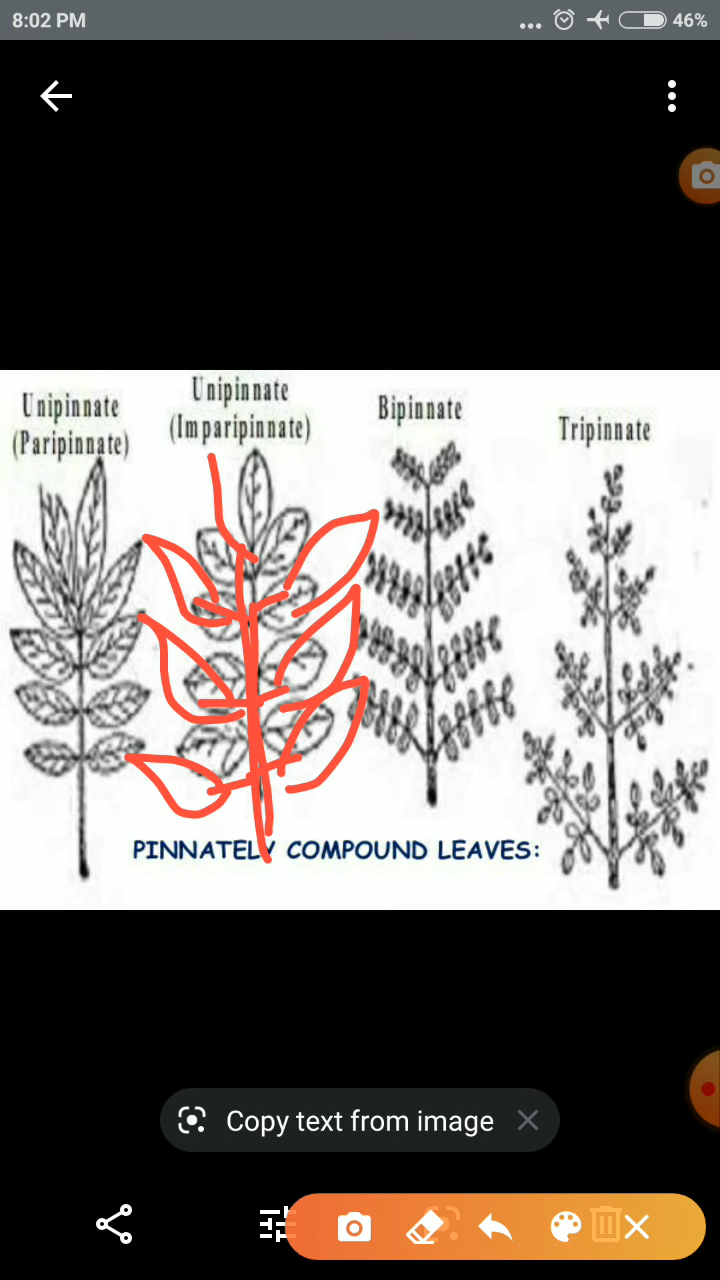 8:02 PM
46%
Unipinnate
(Paripinnate)
Unipinnate
(Imparipinnate)
Bipinnate
Tripinnate
PINNATELY COMPOUND LEAVES:
Copy text from image